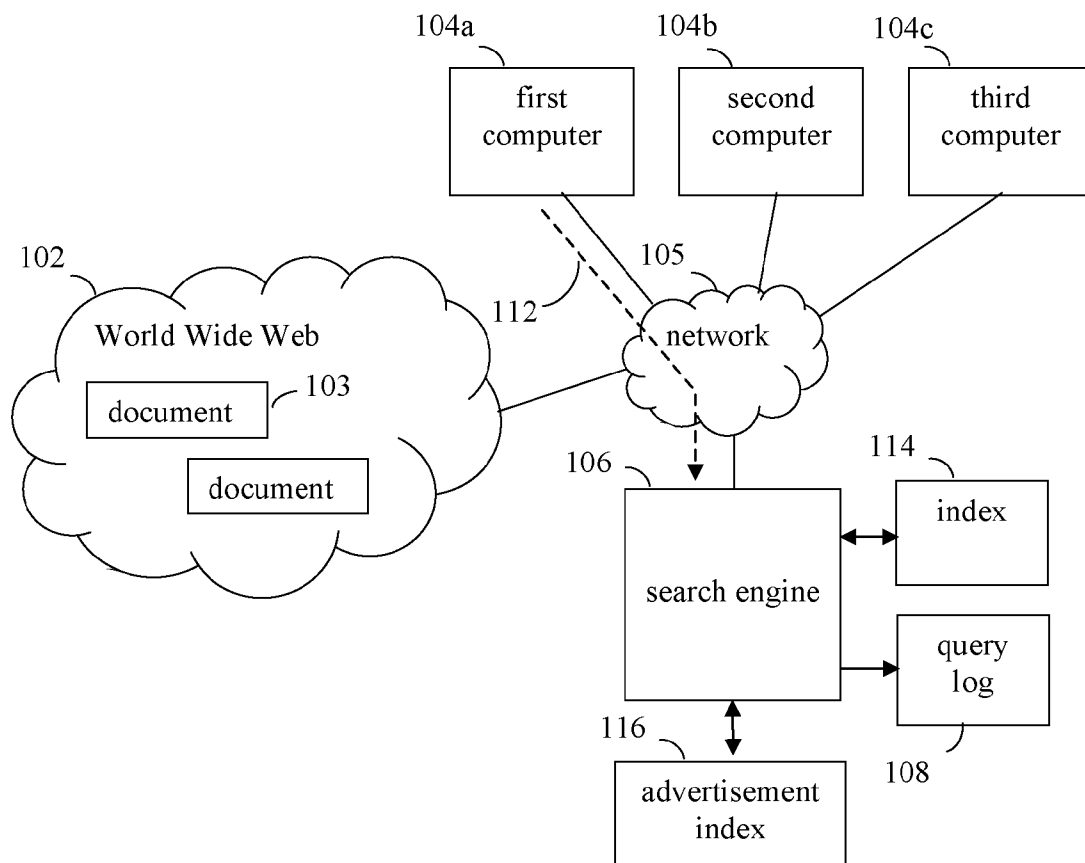 104a
104b
104c
first
computer
second
computer
third
computer
102
105
112
World Wide Web
network
103
document
document
106
114
index
search engine
query
log
116
108
advertisement
index